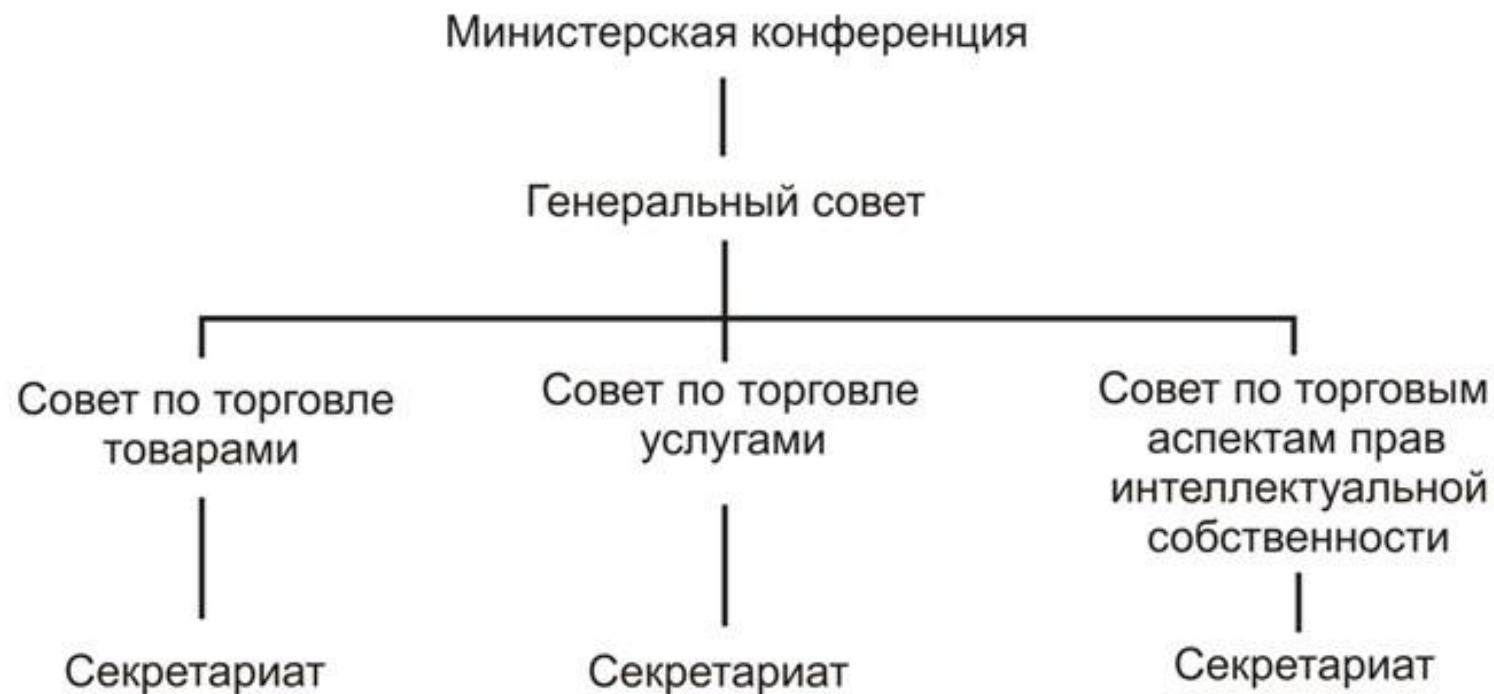 Министерская конференция
Генеральный совет
Совет по торговле
товарами
Совет по торговле
услугами
Совет по торговым
аспектам прав
интеллектуальной
собственности
Секретариат
Секретариат
Секретариат